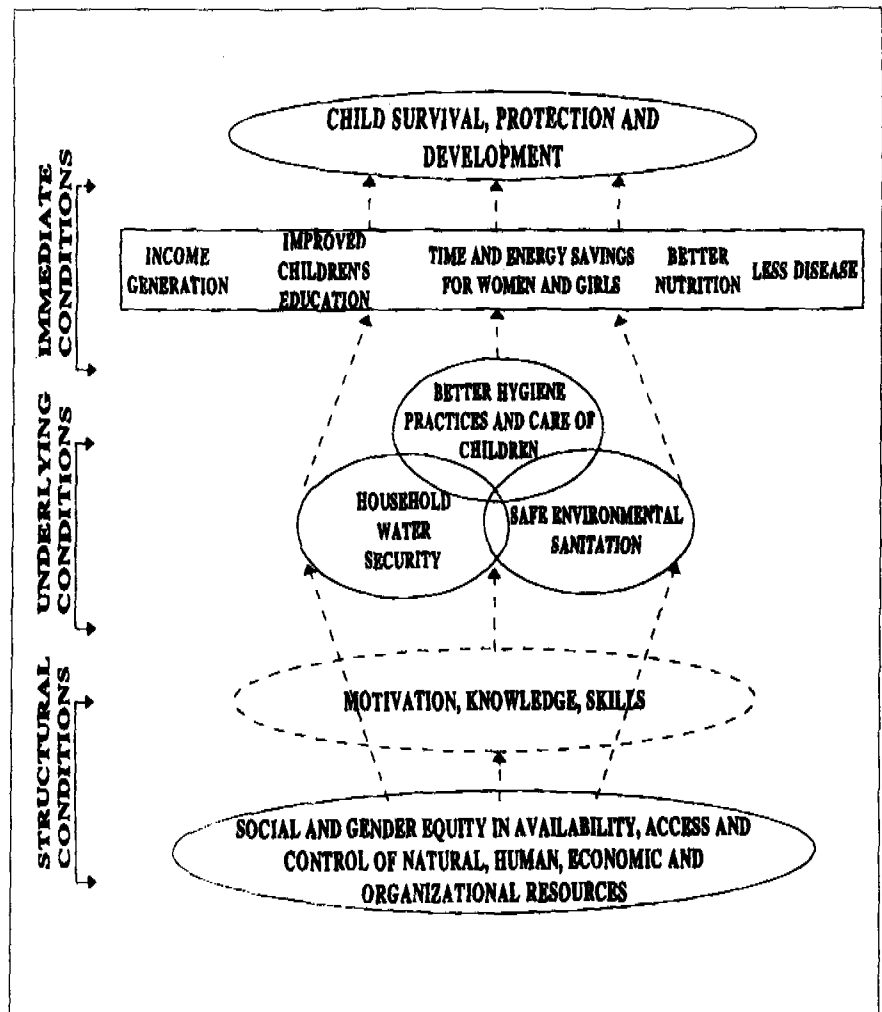 CHILD SURVIVAL, PROTECTION AND
DEVELOPMENT
IMMEDIATE
CONDITIONS
INCOME
GENERATION
IMPROVED
CHILDREN'S
EDUCATION
TIME AND ENERGY SAVINGS
FOR WOMEN AND GIRLS
BETTER
NUTRITION
LESS DISEASE
UNDERLYING
CONDITIONS
BETTER HYGIENE
PRACTICES AND CARE OF
CHILDREN
HOUSEHOLD
WATER
SECURITY
SAFE ENVIRONMENTAL
SANITATION
STRUCTURAL
CONDITIONS
MOTIVATION, KNOWLEDGE, SKILLS
SOCIAL AND GENDER EQUITY IN AVAILABILITY, ACCESS AND
CONTROL OF NATURAL, HUMAN, ECONOMIC AND
ORGANIZATIONAL RESOURCES